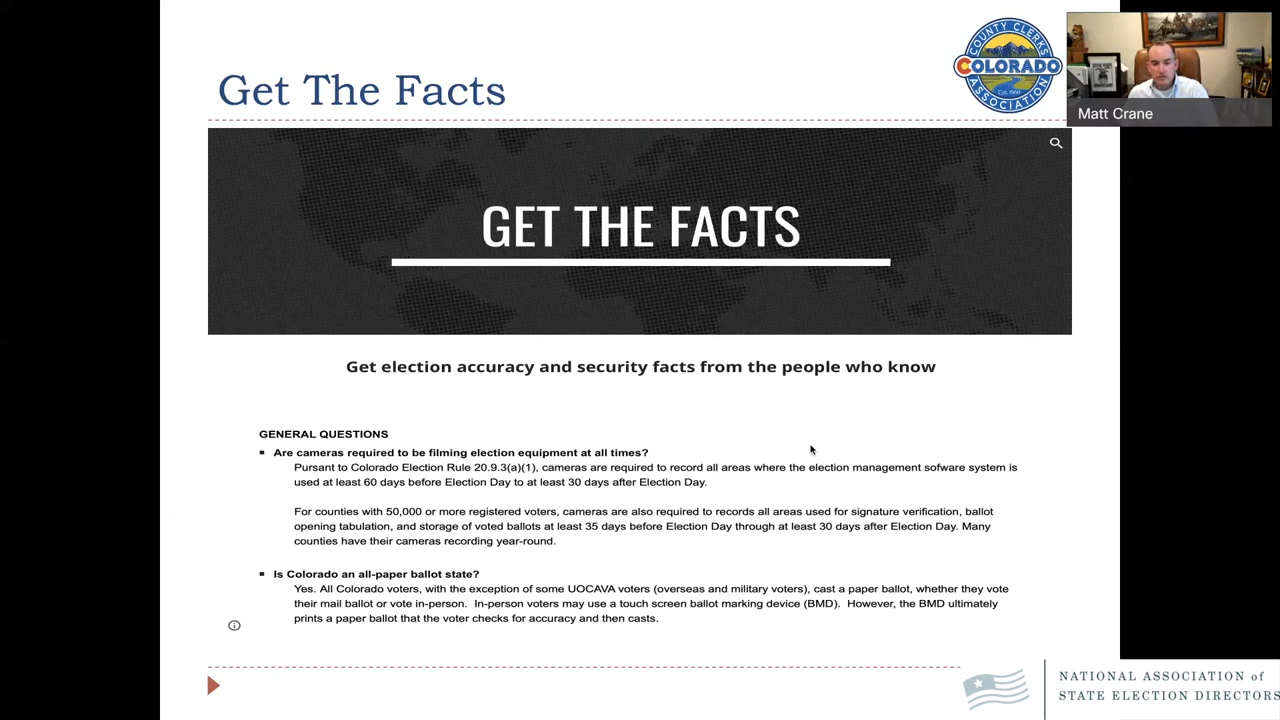 Get The Facts
COUNTY CLERKS
COLORADO
Est. 1891
ASSOCIATION
Matt Crane
GET THE FACTS
Get election accuracy and security facts from the people who know
GENERAL QUESTIONS
Are cameras required to be filming election equipment at all times?
Pursuant to Colorado Election Rule 20.9.3(a)(1), cameras are required to record all areas where the election management sofware system is
used at least 60 days before Election Day to at least 30 days after Election Day.
For counties with 50,000 or more registered voters, cameras are also required to records all areas used for signature verification, ballot
opening tabulation, and storage of voted ballots at least 35 days before Election Day through at least 30 days after Election Day. Many
counties have their cameras recording year-round.
Is Colorado an all-paper ballot state?
Yes. All Colorado voters, with the exception of some UOCAVA voters (overseas and military voters), cast a paper ballot, whether they vote
their mail ballot or vote in-person. In-person voters may use a touch screen ballot marking device (BMD). However, the BMD ultimately
prints a paper ballot that the voter checks for accuracy and then casts.
NATIONAL ASSOCIATION of
STATE ELECTION DIRECTORS